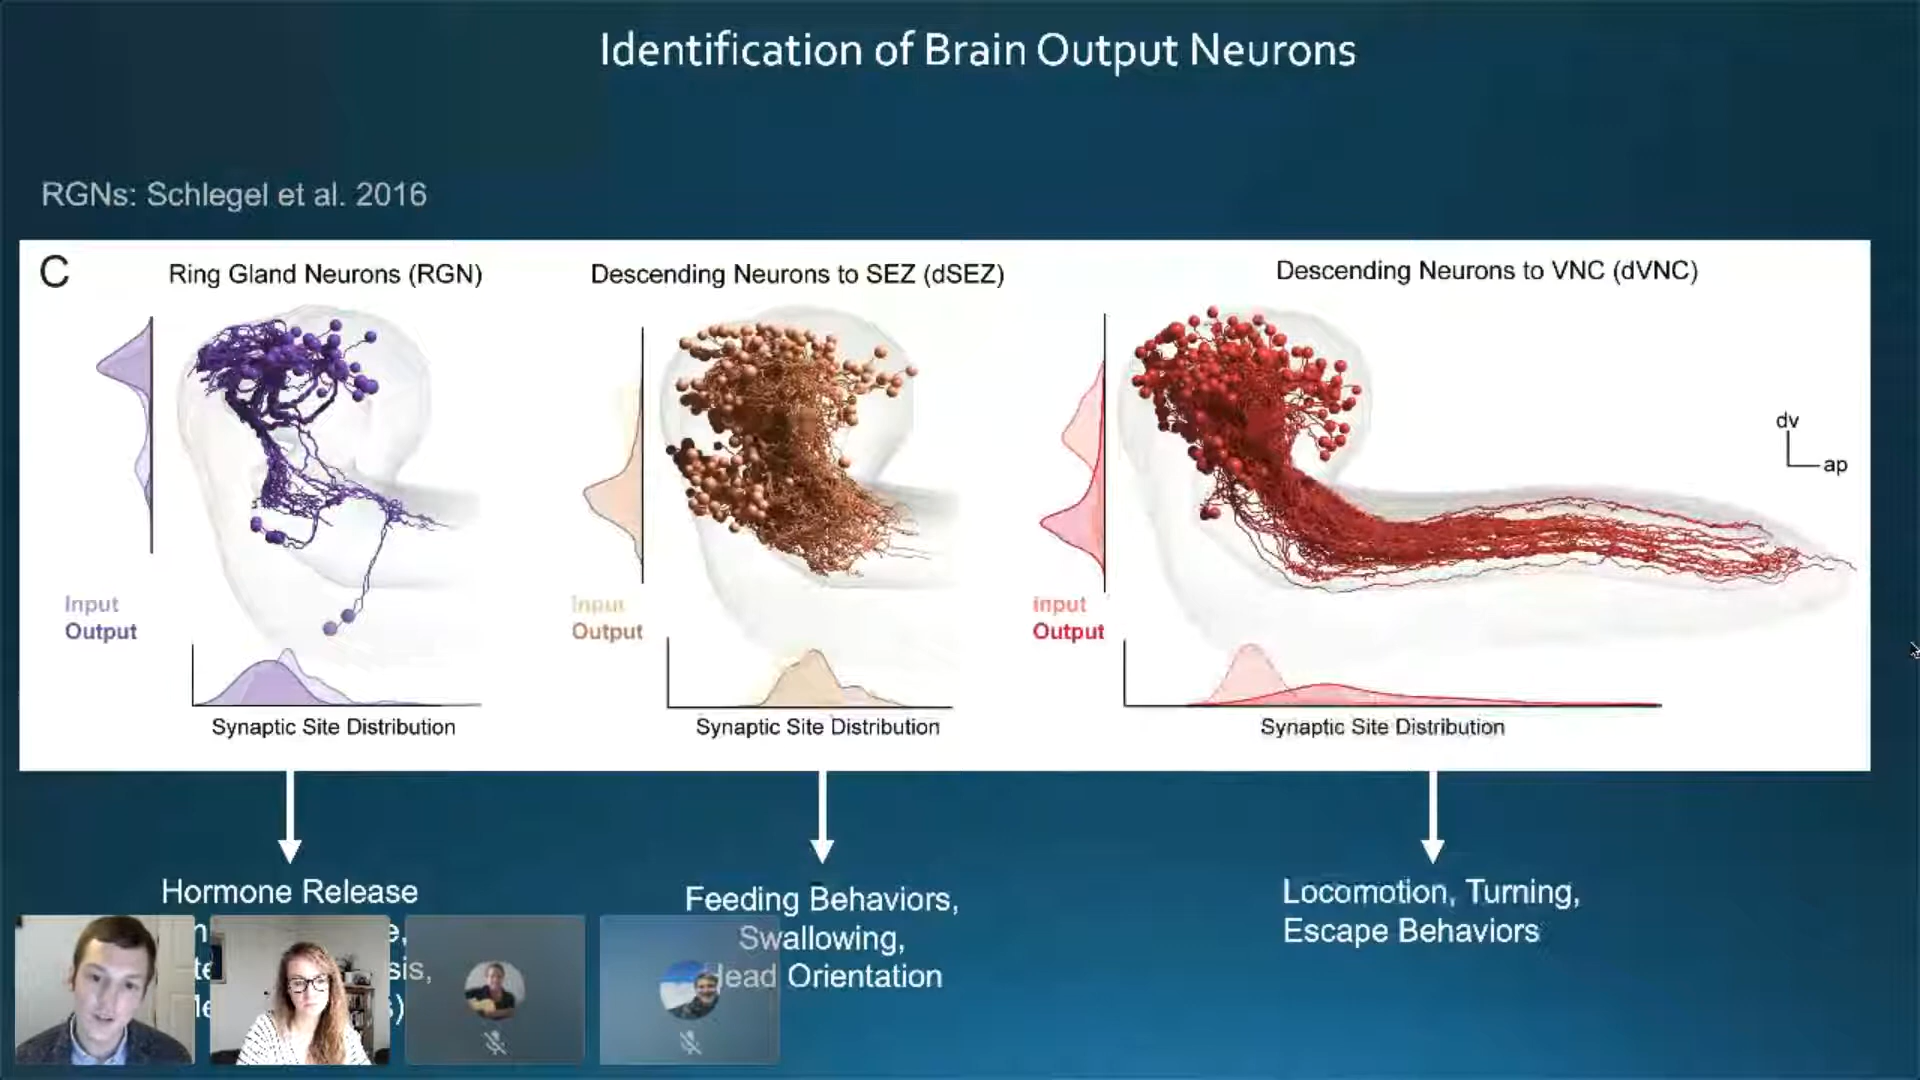 Identification of Brain Output Neurons
RGNs: Schlegel et al. 2016
C
Ring Gland Neurons (RGN)
Descending Neurons to SEZ (dSEZ)
Descending Neurons to VNC (dVNC)
dv
ap
Input
Output
Input
Output
Input
Output
Synaptic Site Distribution
Synaptic Site Distribution
Synaptic Site Distribution
Hormone Release
Feeding Behaviors,
Swallowing,
Head Orientation
Locomotion, Turning,
Escape Behaviors